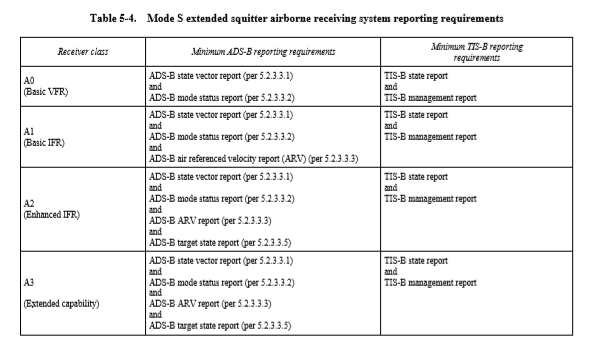 Table 5-4. Mode S extended squitter airborne receiving system reporting requirements
Receiver class
Minimum ADS-B reporting requirements
Minimum TIS-B reporting
requirements
A0
(Basic VFR)
ADS-B state vector report (per 5.2.3.3.1)
and
ADS-B mode status report (per 5.2.3.3.2)
TIS-B state report
and
TIS-B management report
A1
(Basic IFR)
ADS-B state vector report (per 5.2.3.3.1)
and
ADS-B mode status report (per 5.2.3.3.2)
and
ADS-B air referenced velocity report (ARV) (per 5.2.3.3.3)
TIS-B state report
and
TIS-B management report
A2
(Enhanced IFR)
ADS-B state vector report (per 5.2.3.3.1)
and
ADS-B mode status report (per 5.2.3.3.2)
and
ADS-B ARV report (per 5.2.3.3.3)
and
ADS-B target state report (per 5.2.3.3.5)
TIS-B state report
and
TIS-B management report
A3
(Extended capability)
ADS-B state vector report (per 5.2.3.3.1)
and
ADS-B mode status report (per 5.2.3.3.2)
and
ADS-B ARV report (per 5.2.3.3.3)
and
ADS-B target state report (per 5.2.3.3.5)
TIS-B state report
and
TIS-B management report